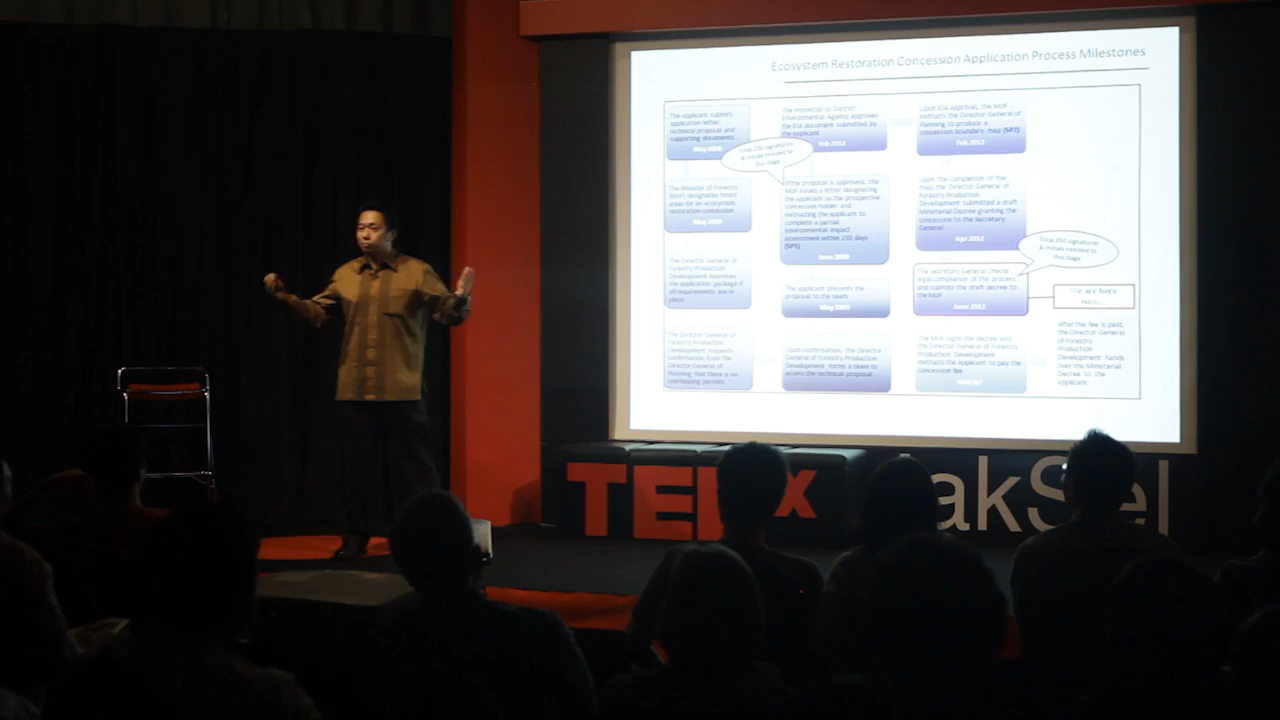 Ecosystem Restoration Concession Application Process Milestones
The applicant submits
application letter,
technical proposal and
supporting documents
May 2008
The Minister of Forestry
(MoF) designates forest
areas for an ecosystem
restoration concession
May 2009
The Director General of
Forestry Production
Development examines
the application package if
all requirements are in
place
The Director General of
Forestry Production
Development requests
confirmation from the
Director General of
Planning that there is no
overlapping permits
The Provincial or District
Environmental Agency approves
the EIA document submitted by
the applicant
Feb 2012
Total
signatures
& initials needed to
this stage
If the proposal is approved, the
MoF issues a letter designating
the applicant as the prospective
concession holder and
instructing the applicant to
complete a partial
environmental impact
assessment within 150 days
(SP1)
June 2009
The applicant presents the
proposal to the team
May 2009
Upon confirmation, the Director
General of Forestry Production
Development forms a team to
assess the technical proposal
Upon EIA Approval, the MoF
instructs the Director General of
Planning to produce a
concession boundary map (SP2)
Feb 2012
Upon the completion of the
map, the Director General of
Forestry Production
Development submitted a draft
Ministerial Decree granting the
concession to the Secretary
General
Apr 2012
Total
signatures
& initials needed to
this stage
The Secretary General checks
legal compliance of the process
and submits the draft decree to
the MoF
June 2012
We are here
now....
The MoF signs the decree and
the Director General of Forestry
Production Development
instructs the applicant to pay the
concession fee
After the fee is paid,
the Director General
of Forestry
Production
Development hands
over the Ministerial
Decree to the
applicant
TEDx JakSel